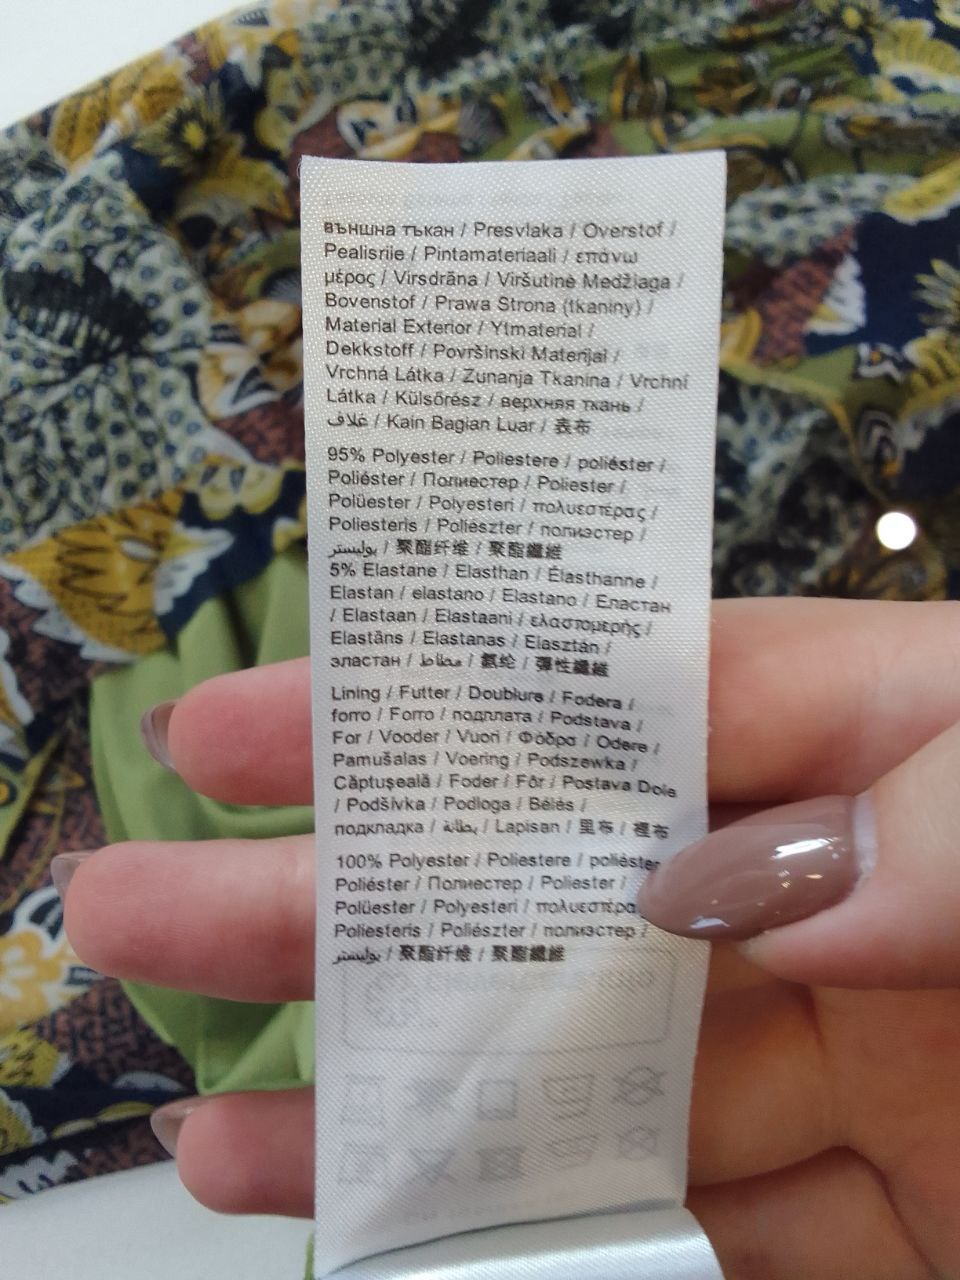 външна тъкан / Presvlaka / Overstof /
Pealisriie / Pintamateriaali / επάνω
μέρος / Virsdrāna / Viršutinė Medžiaga /
Bovenstof / Prawa Strona (tkaniny) /
Material Exterior / Ytmaterial /
Dekkstoff / Površinski Materijal /
Vrchná Látka / Zunanja Tkanina / Vrchní
Látka / Külsőrész / верхняя ткань /
غلاف / Kain Bagian Luar / 表布
95% Polyester / Poliestere / poliéster /
Poliéster / Полиестер / Poliester /
Polüester / Polyesteri / πολυεστέρας /
Poliesteris / Poliészter / полиэстер /
بوليستر / 聚酯纤维 / 聚酯纖維
5% Elastane / Elasthan / Élasthanne /
Elastan / elastano / Elastano / Еластан
/ Elastaan / Elastaani / ελαστομερής /
Elastāns / Elastanas / Elasztán /
эластан / مطاط / 氨纶 / 彈性纖維
Lining / Futter / Doublure / Fodera /
forro / Forro / подплата / Podstava /
For / Vooder / Vuori / Φόδρα / Odere /
Pamušalas / Voering / Podszewka /
Căptușeală / Foder / Fôr / Postava Dole
/ Podšívka / Podloga / Bélés /
подкладка / بطانة / Lapisan / 里布 / 裡布
100% Polyester / Poliestere / poliéster
Poliéster / Полиестер / Poliester /
Polüester / Polyesteri / πολυεστέρα
Poliesteris / Poliészter / полиэстер /
بوليستر / 聚酯纤维 / 聚酯纖維